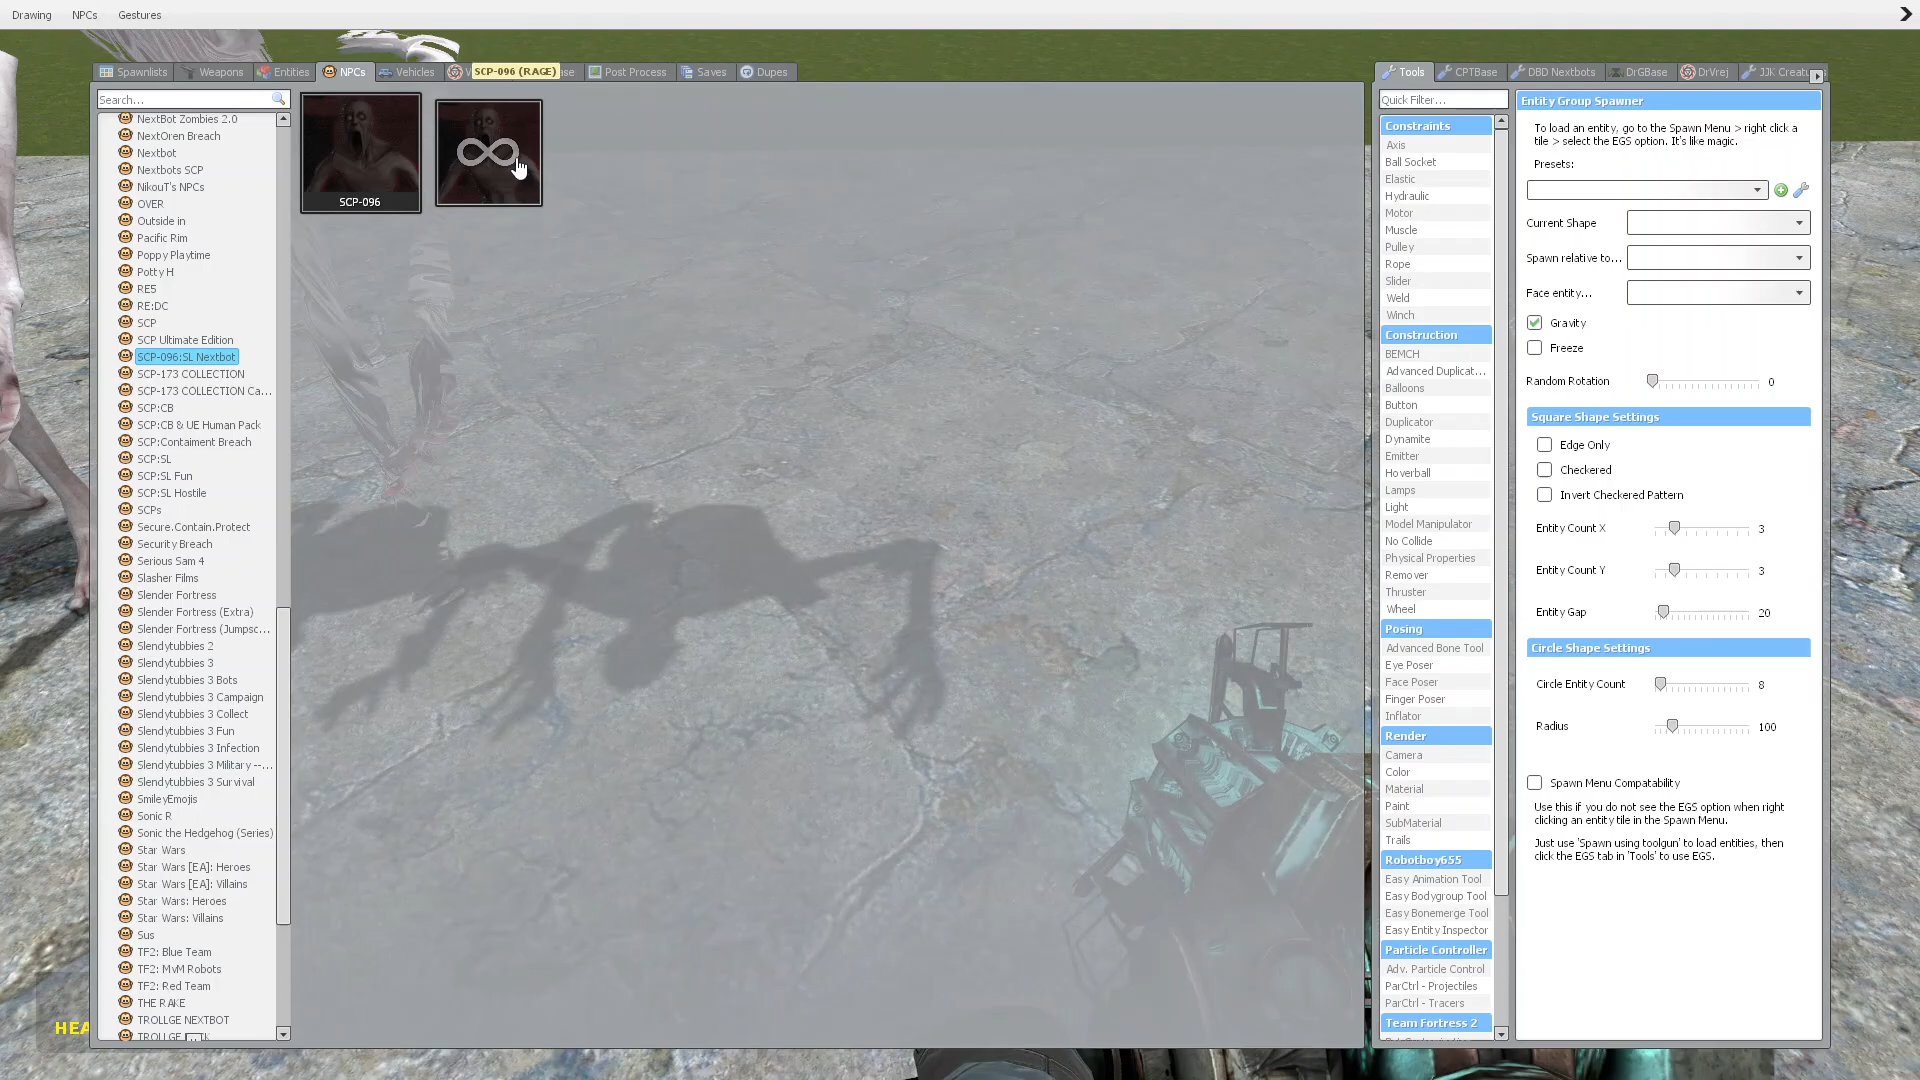 Drawing NPCs Gestures
Spawnlists Weapons Entities NPCs Vehicles SCP-096 (RAGE) Post Process Saves Dupes
Search...
NextBot Zombies 2.0
NextOren Breach
Nextbot
Nextbots SCP
NikouT's NPCs
OVER
Outside in
Pacific Rim
Poppy Playtime
Potty H
RE5
RE:DC
SCP
SCP Ultimate Edition
SCP-096:SL Nextbot
SCP-173 COLLECTION
SCP-173 COLLECTION Ca...
SCP:CB
SCP:CB & UE Human Pack
SCP:Contaiment Breach
SCP:SL
SCP:SL Fun
SCP:SL Hostile
SCPs
Secure.Contain.Protect
Security Breach
Serious Sam 4
Slasher Films
Slender Fortress
Slender Fortress (Extra)
Slender Fortress (Jumpsc...
Slendytubbies 2
Slendytubbies 3
Slendytubbies 3 Bots
Slendytubbies 3 Campaign
Slendytubbies 3 Collect
Slendytubbies 3 Fun
Slendytubbies 3 Infection
Slendytubbies 3 Military --...
Slendytubbies 3 Survival
SmileyEmojis
Sonic R
Sonic the Hedgehog (Series)
Star Wars
Star Wars [EA]: Heroes
Star Wars [EA]: Villains
Star Wars: Heroes
Star Wars: Villains
Sus
TF2: Blue Team
TF2: MvM Robots
TF2: Red Team
THE RAKE
TROLLGE NEXTBOT
TROLLGE
HEA
SCP-096
Tools CPTBase DBD Nextbots DrGBase DrVrej JJK Creatu
Quick Filter...
Constraints
Axis
Ball Socket
Elastic
Hydraulic
Motor
Muscle
Pulley
Rope
Slider
Weld
Winch
Construction
BEMCH
Advanced Duplicat...
Balloons
Button
Duplicator
Dynamite
Emitter
Hoverball
Lamps
Light
Model Manipulator
No Collide
Physical Properties
Remover
Thruster
Wheel
Posing
Advanced Bone Tool
Eye Poser
Face Poser
Finger Poser
Inflator
Render
Camera
Color
Material
Paint
SubMaterial
Trails
Robotboy655
Easy Animation Tool
Easy Bodygroup Tool
Easy Bonemerge Tool
Easy Entity Inspector
Particle Controller
Adv. Particle Control
ParCtrl - Projectiles
ParCtrl - Tracers
Team Fortress 2
Entity Group Spawner
To load an entity, go to the Spawn Menu > right click a
tile > select the EGS option. It's like magic.
Presets:
Current Shape
Spawn relative to...
Face entity...
Gravity
Freeze
Random Rotation 0
Square Shape Settings
Edge Only
Checkered
Invert Checkered Pattern
Entity Count X 3
Entity Count Y 3
Entity Gap 20
Circle Shape Settings
Circle Entity Count 8
Radius 100
Spawn Menu Compatability
Use this if you do not see the EGS option when right
clicking an entity tile in the Spawn Menu.
Just use 'Spawn using toolgun' to load entities, then
click the EGS tab in 'Tools' to use EGS.